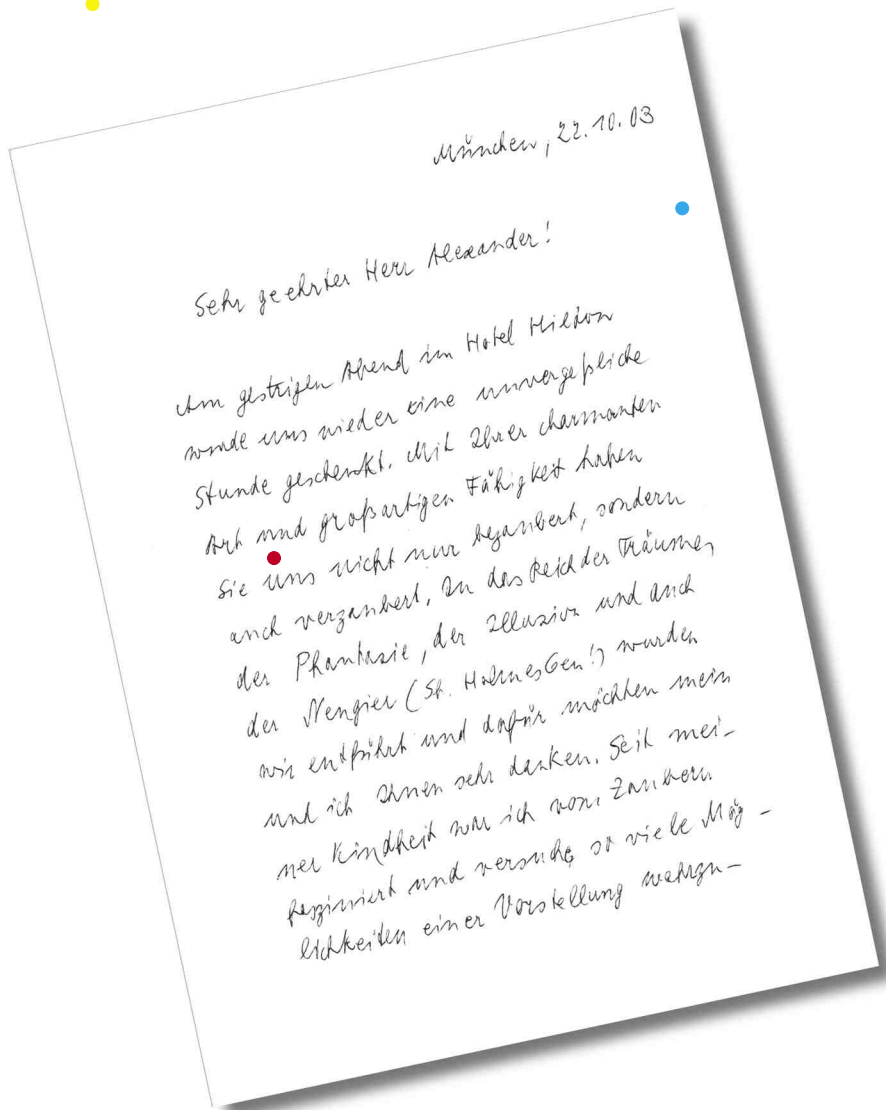 München, 22.10.03
Sehr geehrter Herr Alexander!
Am gestrigen Abend im Hotel Hilton
wurde uns wieder eine unvergeßliche
Stunde geschenkt. Mit Ihrer charmanten
Art und großartigen Fähigkeit haben
Sie uns nicht nur bezaubert, sondern
auch verzaubert. In das Reich der Träume,
der Phantasie, der Illusion und auch
der Neugier (Sh. Holmes Gen!) wurden
wir entführt und dafür möchten mein
und ich Ihnen sehr danken. Seit mei-
ner Kindheit war ich vom Zaubern
fasziniert und versuche so viele Mög-
lichkeiten einer Vorstellung wahrzu-